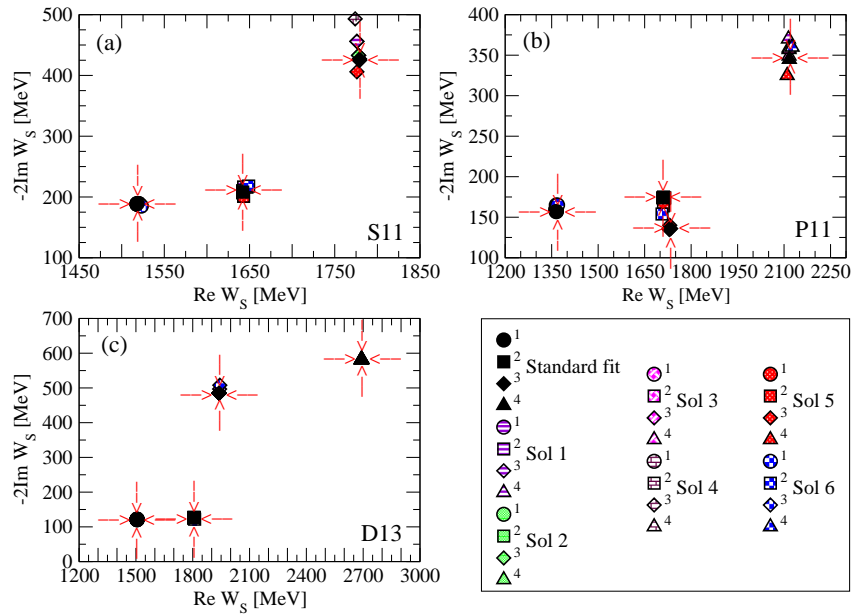 (a)
500
400
300
200
100
-2Im W_S [MeV]
S11
1450 1550 1650 1750 1850
Re W_S [MeV]
(b)
400
350
300
250
200
150
100
-2Im W_S [MeV]
P11
1200 1350 1500 1650 1800 1950 2100 2250
Re W_S [MeV]
(c)
700
600
500
400
300
200
100
0
-2Im W_S [MeV]
D13
1200 1500 1800 2100 2400 2700 3000
Re W_S [MeV]
1
2
Standard fit
3
4
1
2
Sol 1
3
4
1
2
Sol 2
3
4
1
2
Sol 3
3
4
1
2
Sol 4
3
4
1
2
Sol 5
3
4
1
2
Sol 6
3
4